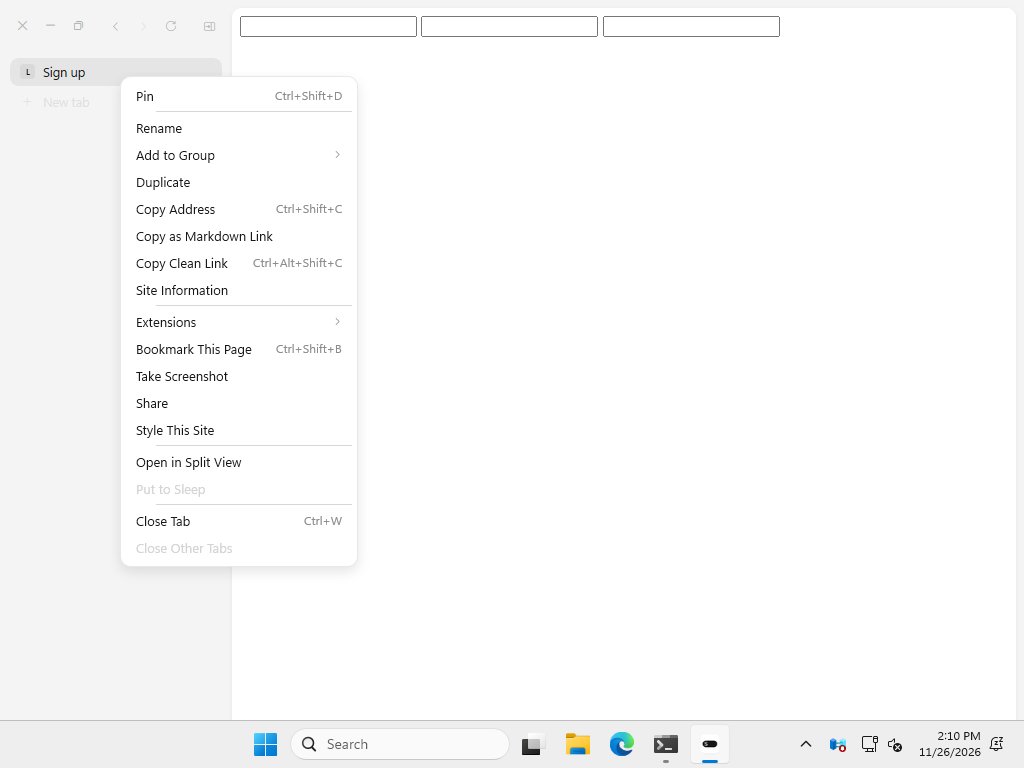 L Sign up
+ New tab
Pin Ctrl+Shift+D
Rename
Add to Group
Duplicate
Copy Address Ctrl+Shift+C
Copy as Markdown Link
Copy Clean Link Ctrl+Alt+Shift+C
Site Information
Extensions
Bookmark This Page Ctrl+Shift+B
Take Screenshot
Share
Style This Site
Open in Split View
Put to Sleep
Close Tab Ctrl+W
Close Other Tabs
Search
2:10 PM
11/26/2026